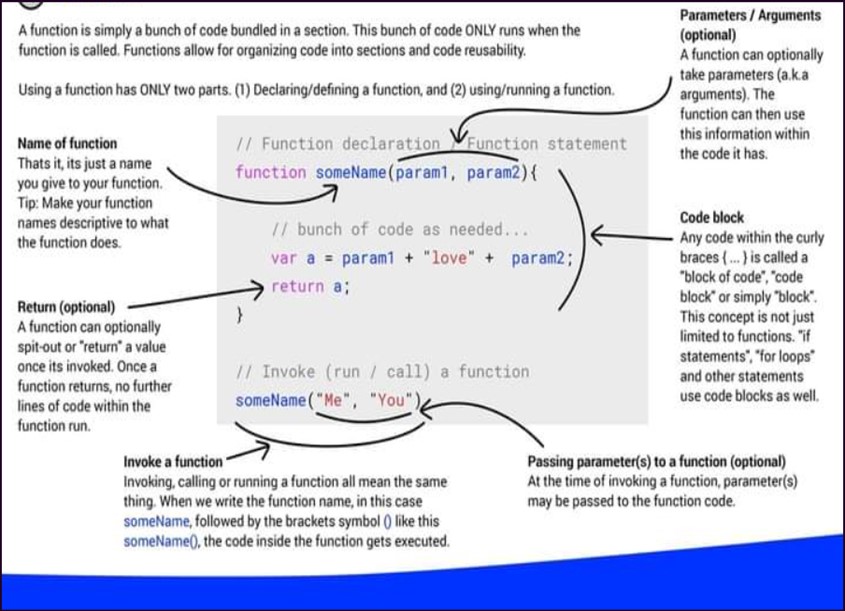 A function is simply a bunch of code bundled in a section. This bunch of code ONLY runs when the
function is called. Functions allow for organizing code into sections and code reusability.
Using a function has ONLY two parts. (1) Declaring/defining a function, and (2) using/running a function.
Parameters / Arguments
(optional)
A function can optionally
take parameters (a.k.a
arguments). The
function can then use
this information within
the code it has.
Name of function
Thats it, its just a name
you give to your function.
Tip: Make your function
names descriptive to what
the function does.
// Function declaration / Function statement
function someName(param1, param2){
// bunch of code as needed...
var a = param1 + "love" + param2;
return a;
}
// Invoke (run / call) a function
someName("Me", "You")
Code block
Any code within the curly
braces { ... } is called a
"block of code", "code
block" or simply "block".
This concept is not just
limited to functions. "if
statements", "for loops"
and other statements
use code blocks as well.
Return (optional)
A function can optionally
spit-out or "return" a value
once its invoked. Once a
function returns, no further
lines of code within the
function run.
Invoke a function
Invoking, calling or running a function all mean the same
thing. When we write the function name, in this case
someName, followed by the brackets symbol () like this
someName(), the code inside the function gets executed.
Passing parameter(s) to a function (optional)
At the time of invoking a function, parameter(s)
may be passed to the function code.